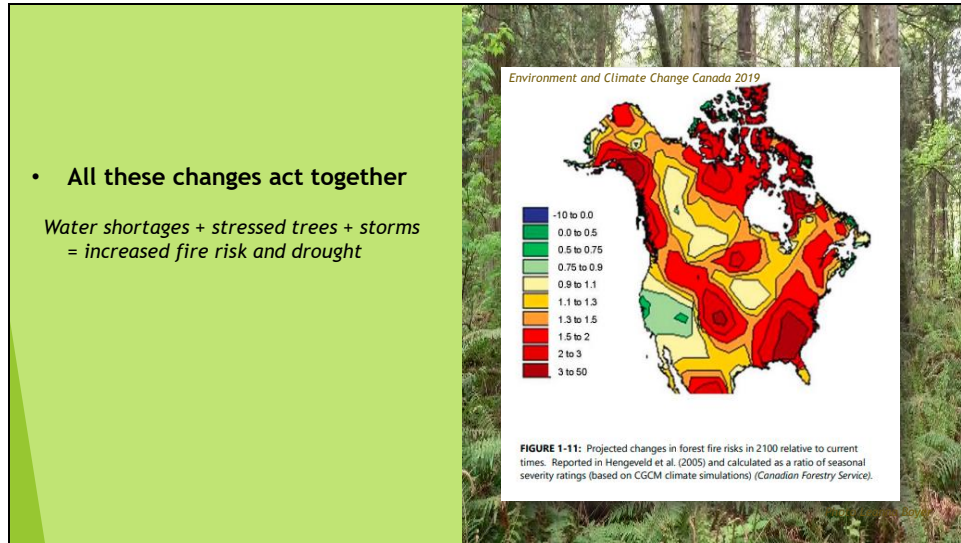 • All these changes act together
Water shortages + stressed trees + storms
= increased fire risk and drought
Environment and Climate Change Canada 2019
-10 to 0.0
0.0 to 0.5
0.5 to 0.75
0.75 to 0.9
0.9 to 1.1
1.1 to 1.3
1.3 to 1.5
1.5 to 2
2 to 3
3 to 50
FIGURE 1-11: Projected changes in forest fire risks in 2100 relative to current
times. Reported in Hengeveld et al. (2005) and calculated as a ratio of seasonal
severity ratings (based on CGCM climate simulations) (Canadian Forestry Service).